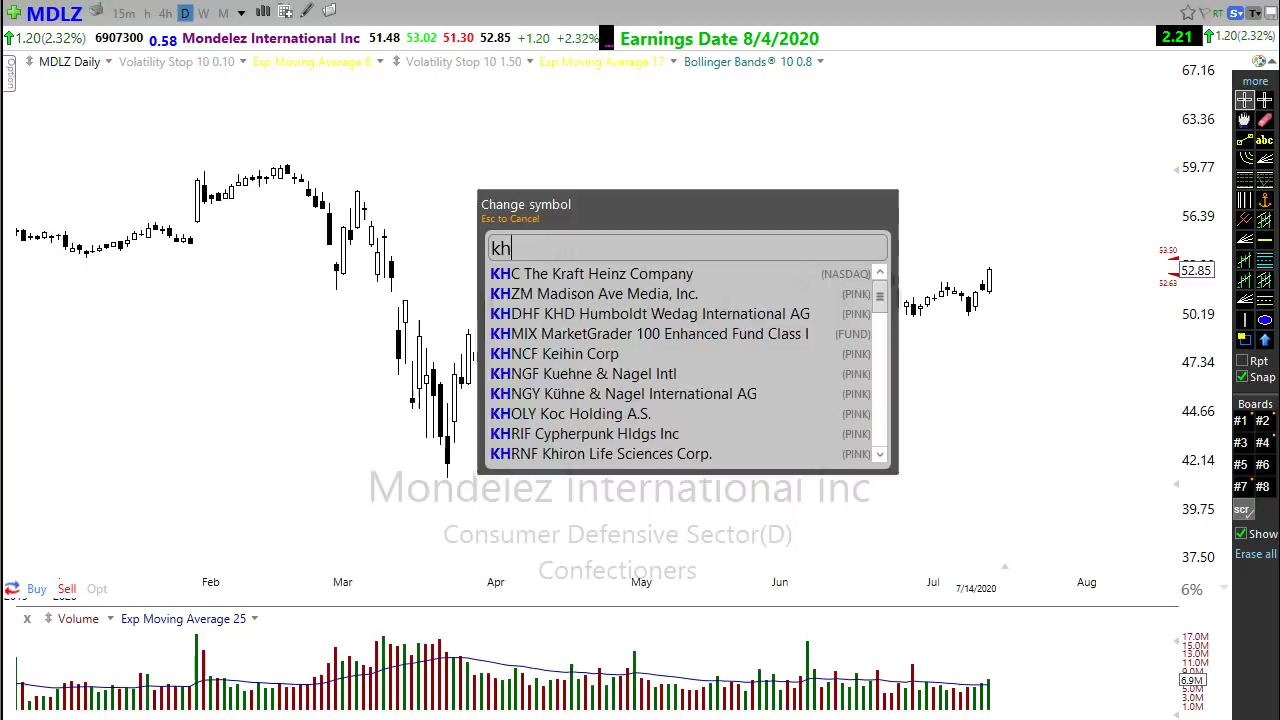 MDLZ
15m h 4h D W M
RT S T
1.20(2.32%) 6907300 0.58 Mondelez International Inc 51.48 53.02 51.30 52.85 +1.20 +2.32% Earnings Date 8/4/2020 2.21 1.20(2.32%)
Option
MDLZ Daily Volatility Stop 10 0.10 Exp Moving Average 8 Volatility Stop 10 1.50 Exp Moving Average 17 Bollinger Bands® 10 0.8
67.16
63.36
59.77
56.39
53.50
52.85
52.63
50.19
47.34
44.66
42.14
39.75
37.50
Change symbol
Esc to Cancel
kh
KHC The Kraft Heinz Company (NASDAQ)
KHZM Madison Ave Media, Inc. (PINK)
KHDHF KHD Humboldt Wedag International AG (PINK)
KHMIX MarketGrader 100 Enhanced Fund Class I (FUND)
KHNCF Keihin Corp (PINK)
KHNGF Kuehne & Nagel Intl (PINK)
KHNGY Kühne & Nagel International AG (PINK)
KHOLY Koc Holding A.S. (PINK)
KHRIF Cypherpunk Hldgs Inc (PINK)
KHRNF Khiron Life Sciences Corp. (PINK)
Mondelez International Inc
Consumer Defensive Sector(D)
Confectioners
Buy Sell Opt
Feb Mar Apr May Jun Jul 7/14/2020 Aug
6%
X Volume Exp Moving Average 25
17.0M
15.0M
13.0M
11.0M
6.9M
5.0M
3.0M
1.0M
more
abc
Rpt
Snap
Boards
#1 #2
#3 #4
#5 #6
#7 #8
scr
Show
Erase all